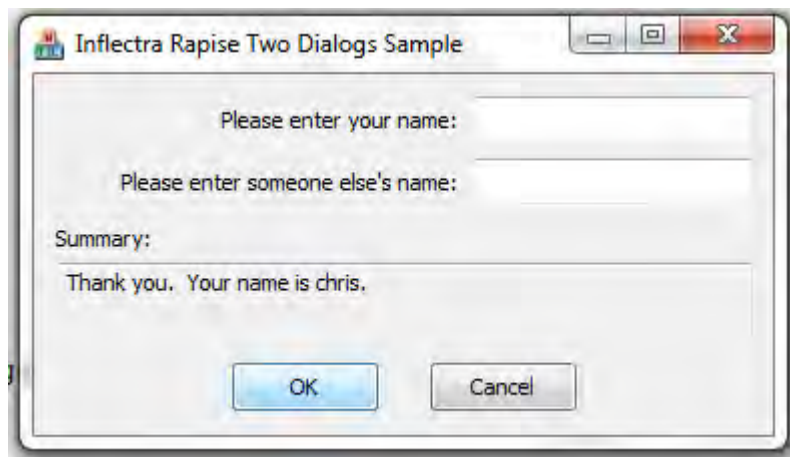 Inflectra Rapise Two Dialogs Sample
Please enter your name:
Please enter someone else's name:
Summary:
Thank you.  Your name is chris.
OK Cancel